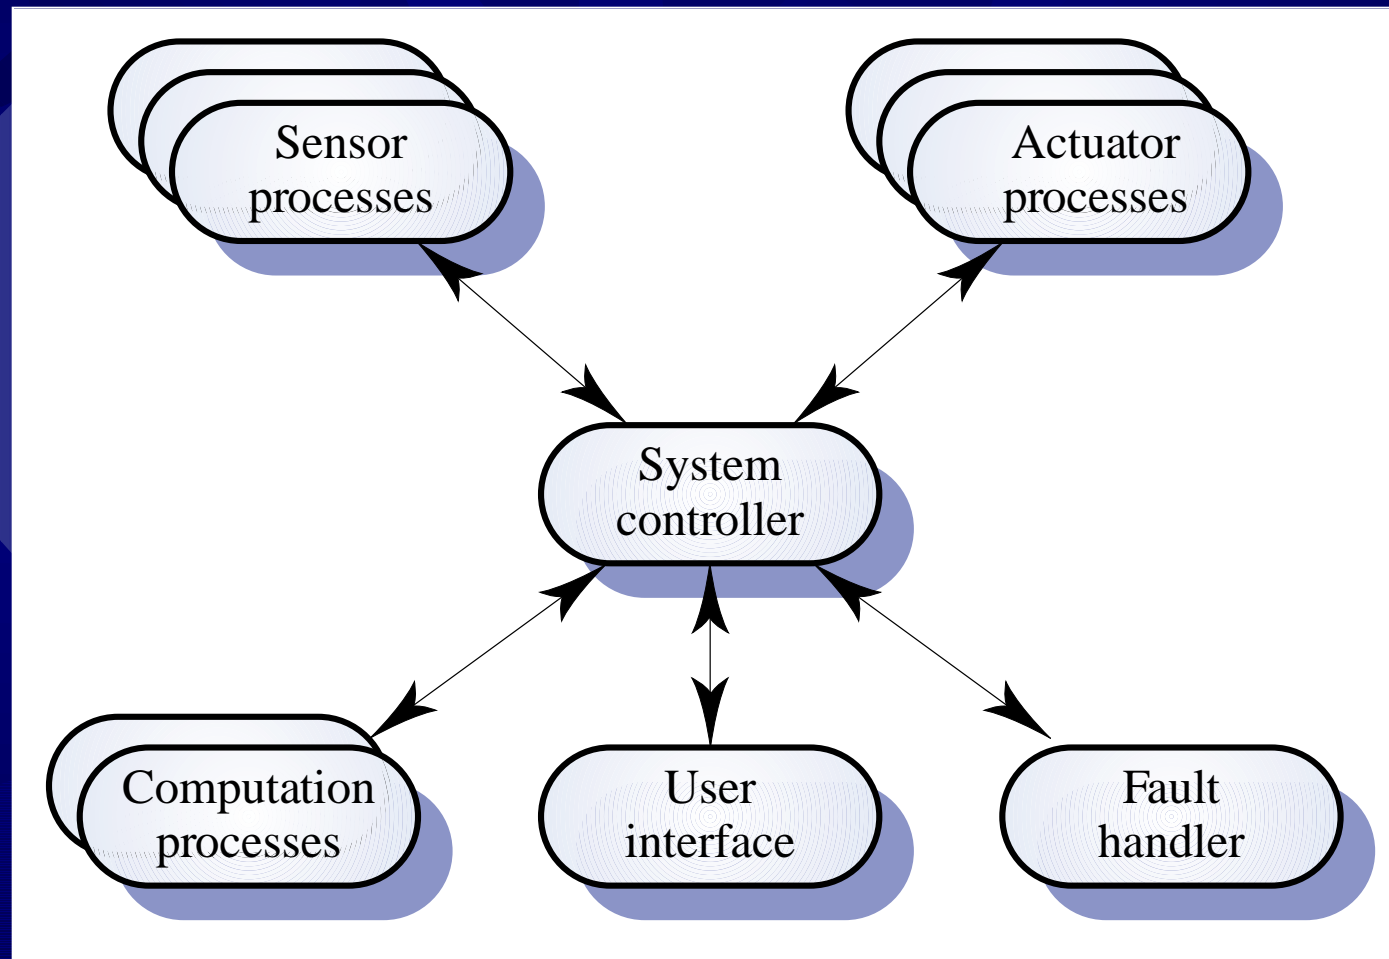 Sensor
processes
Actuator
processes
System
controller
Computation
processes
User
interface
Fault
handler